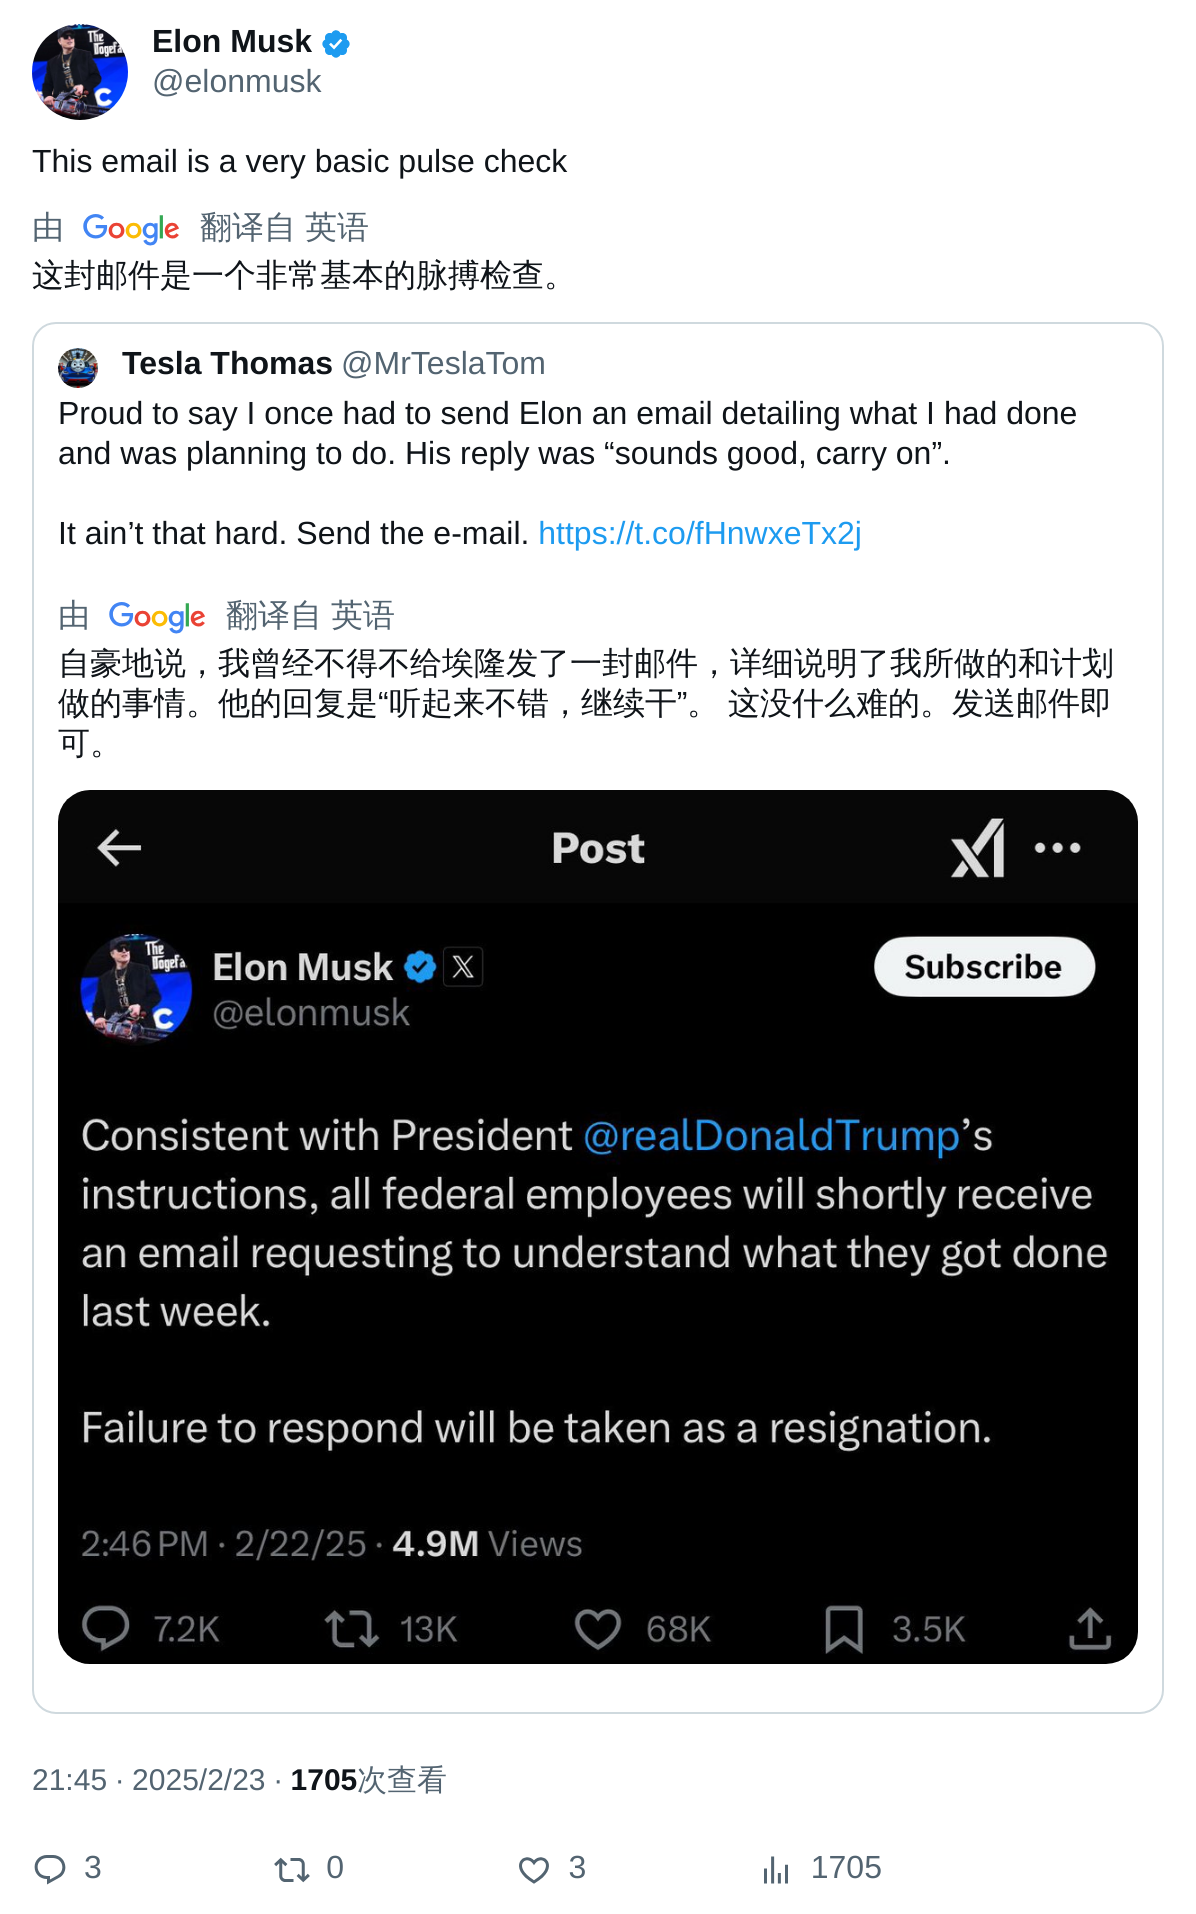 The
Dogefa
C
Elon Musk
@elonmusk
This email is a very basic pulse check
由 Google 翻译自 英语
这封邮件是一个非常基本的脉搏检查。
Tesla Thomas @MrTeslaTom
Proud to say I once had to send Elon an email detailing what I had done
and was planning to do. His reply was “sounds good, carry on”.
It ain’t that hard. Send the e-mail. https://t.co/fHnwxeTx2j
由 Google 翻译自 英语
自豪地说，我曾经不得不给埃隆发了一封邮件，详细说明了我所做的和计划
做的事情。他的回复是“听起来不错，继续干”。 这没什么难的。发送邮件即
可。
Post
The
Dogefa
C
Elon Musk
Subscribe
@elonmusk
Consistent with President @realDonaldTrump’s
instructions, all federal employees will shortly receive
an email requesting to understand what they got done
last week.
Failure to respond will be taken as a resignation.
2:46 PM · 2/22/25 · 4.9M Views
7.2K 13K 68K 3.5K
21:45 · 2025/2/23 · 1705次查看
3 0 3 1705